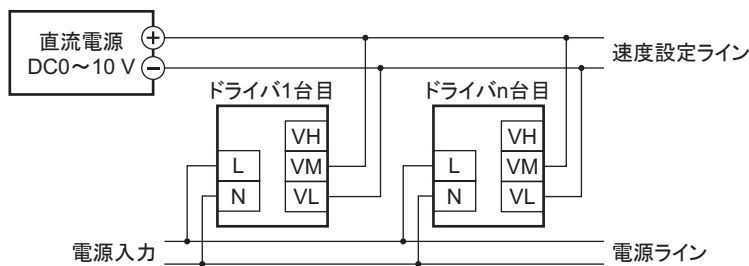 直流電源
DC0～10 V
+
−
速度設定ライン
ドライバ1台目
ドライバn台目
VH
L
VM
N
VL
VH
L
VM
N
VL
電源入力
電源ライン